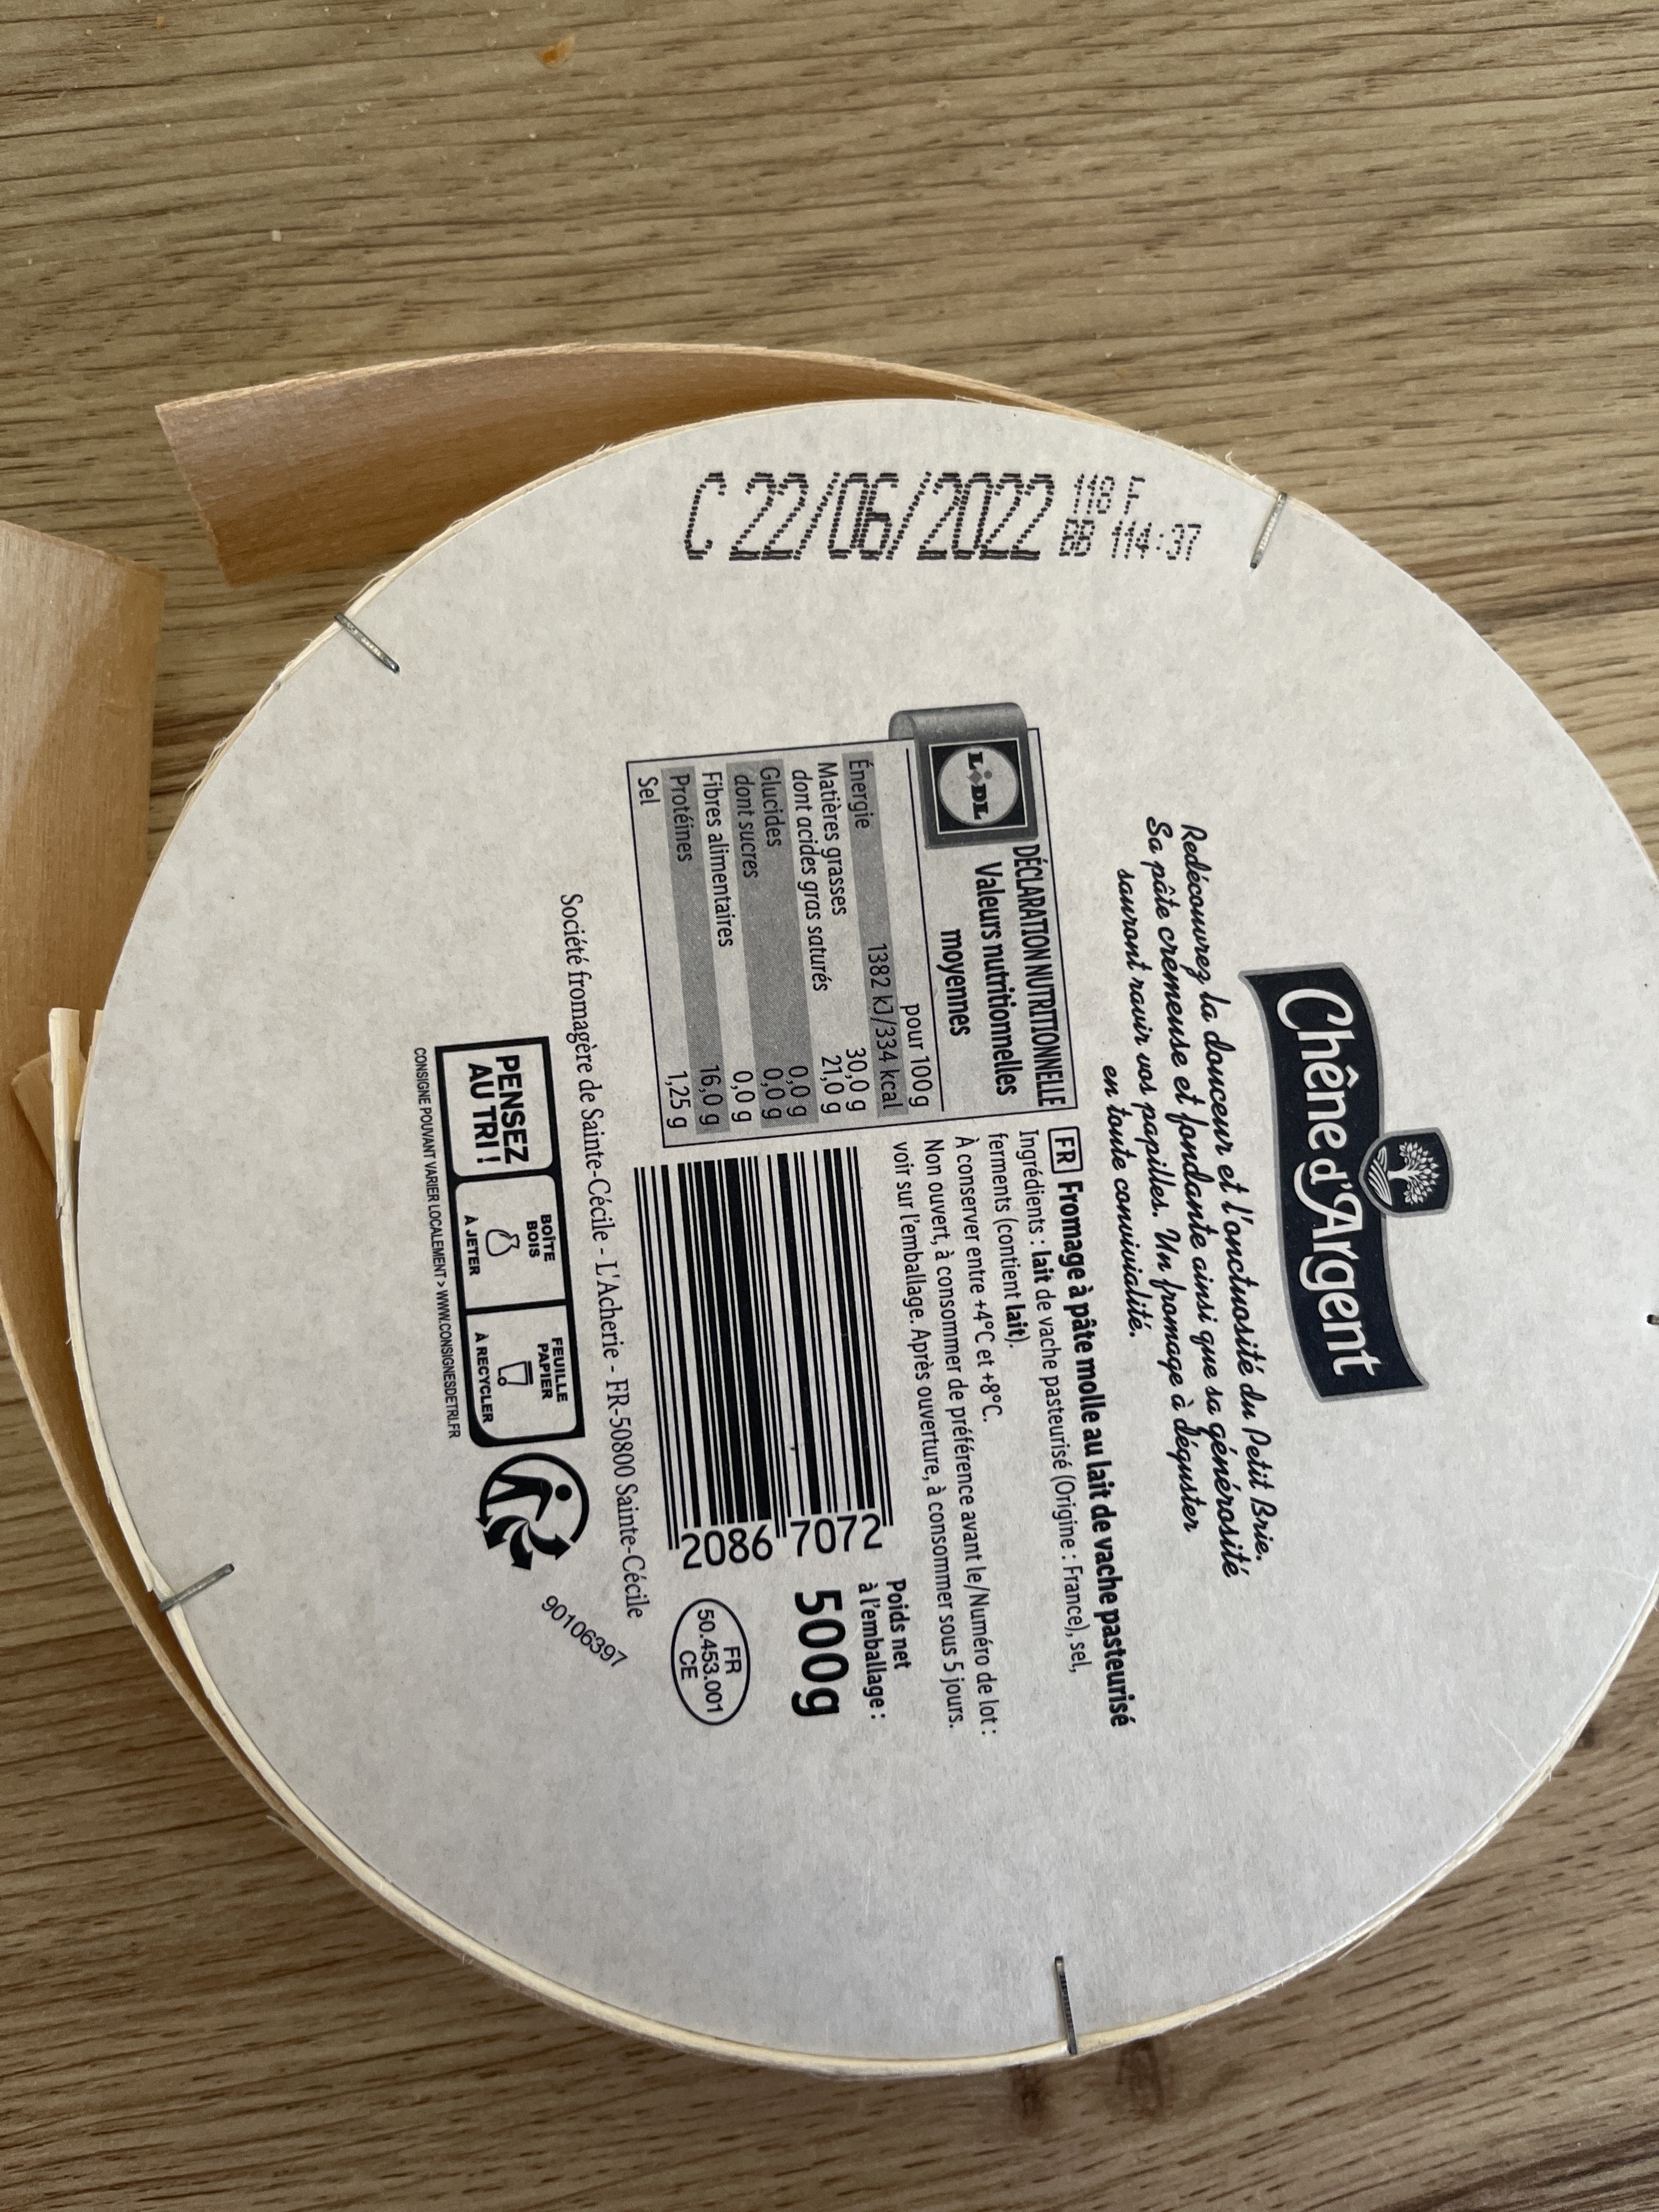 Chêne d'Argent
Redécouvrez la douceur et l'onctuosité du Petit Brie.
Sa pâte crémeuse et fondante ainsi que sa générosité
sauront ravir vos papilles. Un fromage à déguster
en toute convivialité.
LIDL
DÉCLARATION NUTRITIONNELLE
Valeurs nutritionnelles
moyennes
pour 100g
Énergie 1382 kJ/334 kcal
Matières grasses 30,0 g
dont acides gras saturés 21,0 g
Glucides 0,0 g
dont sucres 0,0 g
Fibres alimentaires 0,0 g
Protéines 16,0 g
Sel 1,25 g
FR Fromage à pâte molle au lait de vache pasteurisé
Ingrédients : lait de vache pasteurisé (Origine : France), sel,
ferments (contient lait).
À conserver entre +4°C et +8°C.
Non ouvert, à consommer de préférence avant le/Numéro de lot :
voir sur l'emballage. Après ouverture, à consommer sous 5 jours.
2086 7072
Poids net
à l'emballage :
500g
FR
50.453.001
CE
Société fromagère de Sainte-Cécile - L'Acherie - FR-50800 Sainte-Cécile
PENSEZ
AU TRI !
BOÎTE
BOIS
À JETER
FEUILLE
PAPIER
À RECYCLER
CONSIGNE POUVANT VARIER LOCALEMENT > WWW.CONSIGNESDETRI.FR
90106397
C 22/06/2022
118 F
114:37